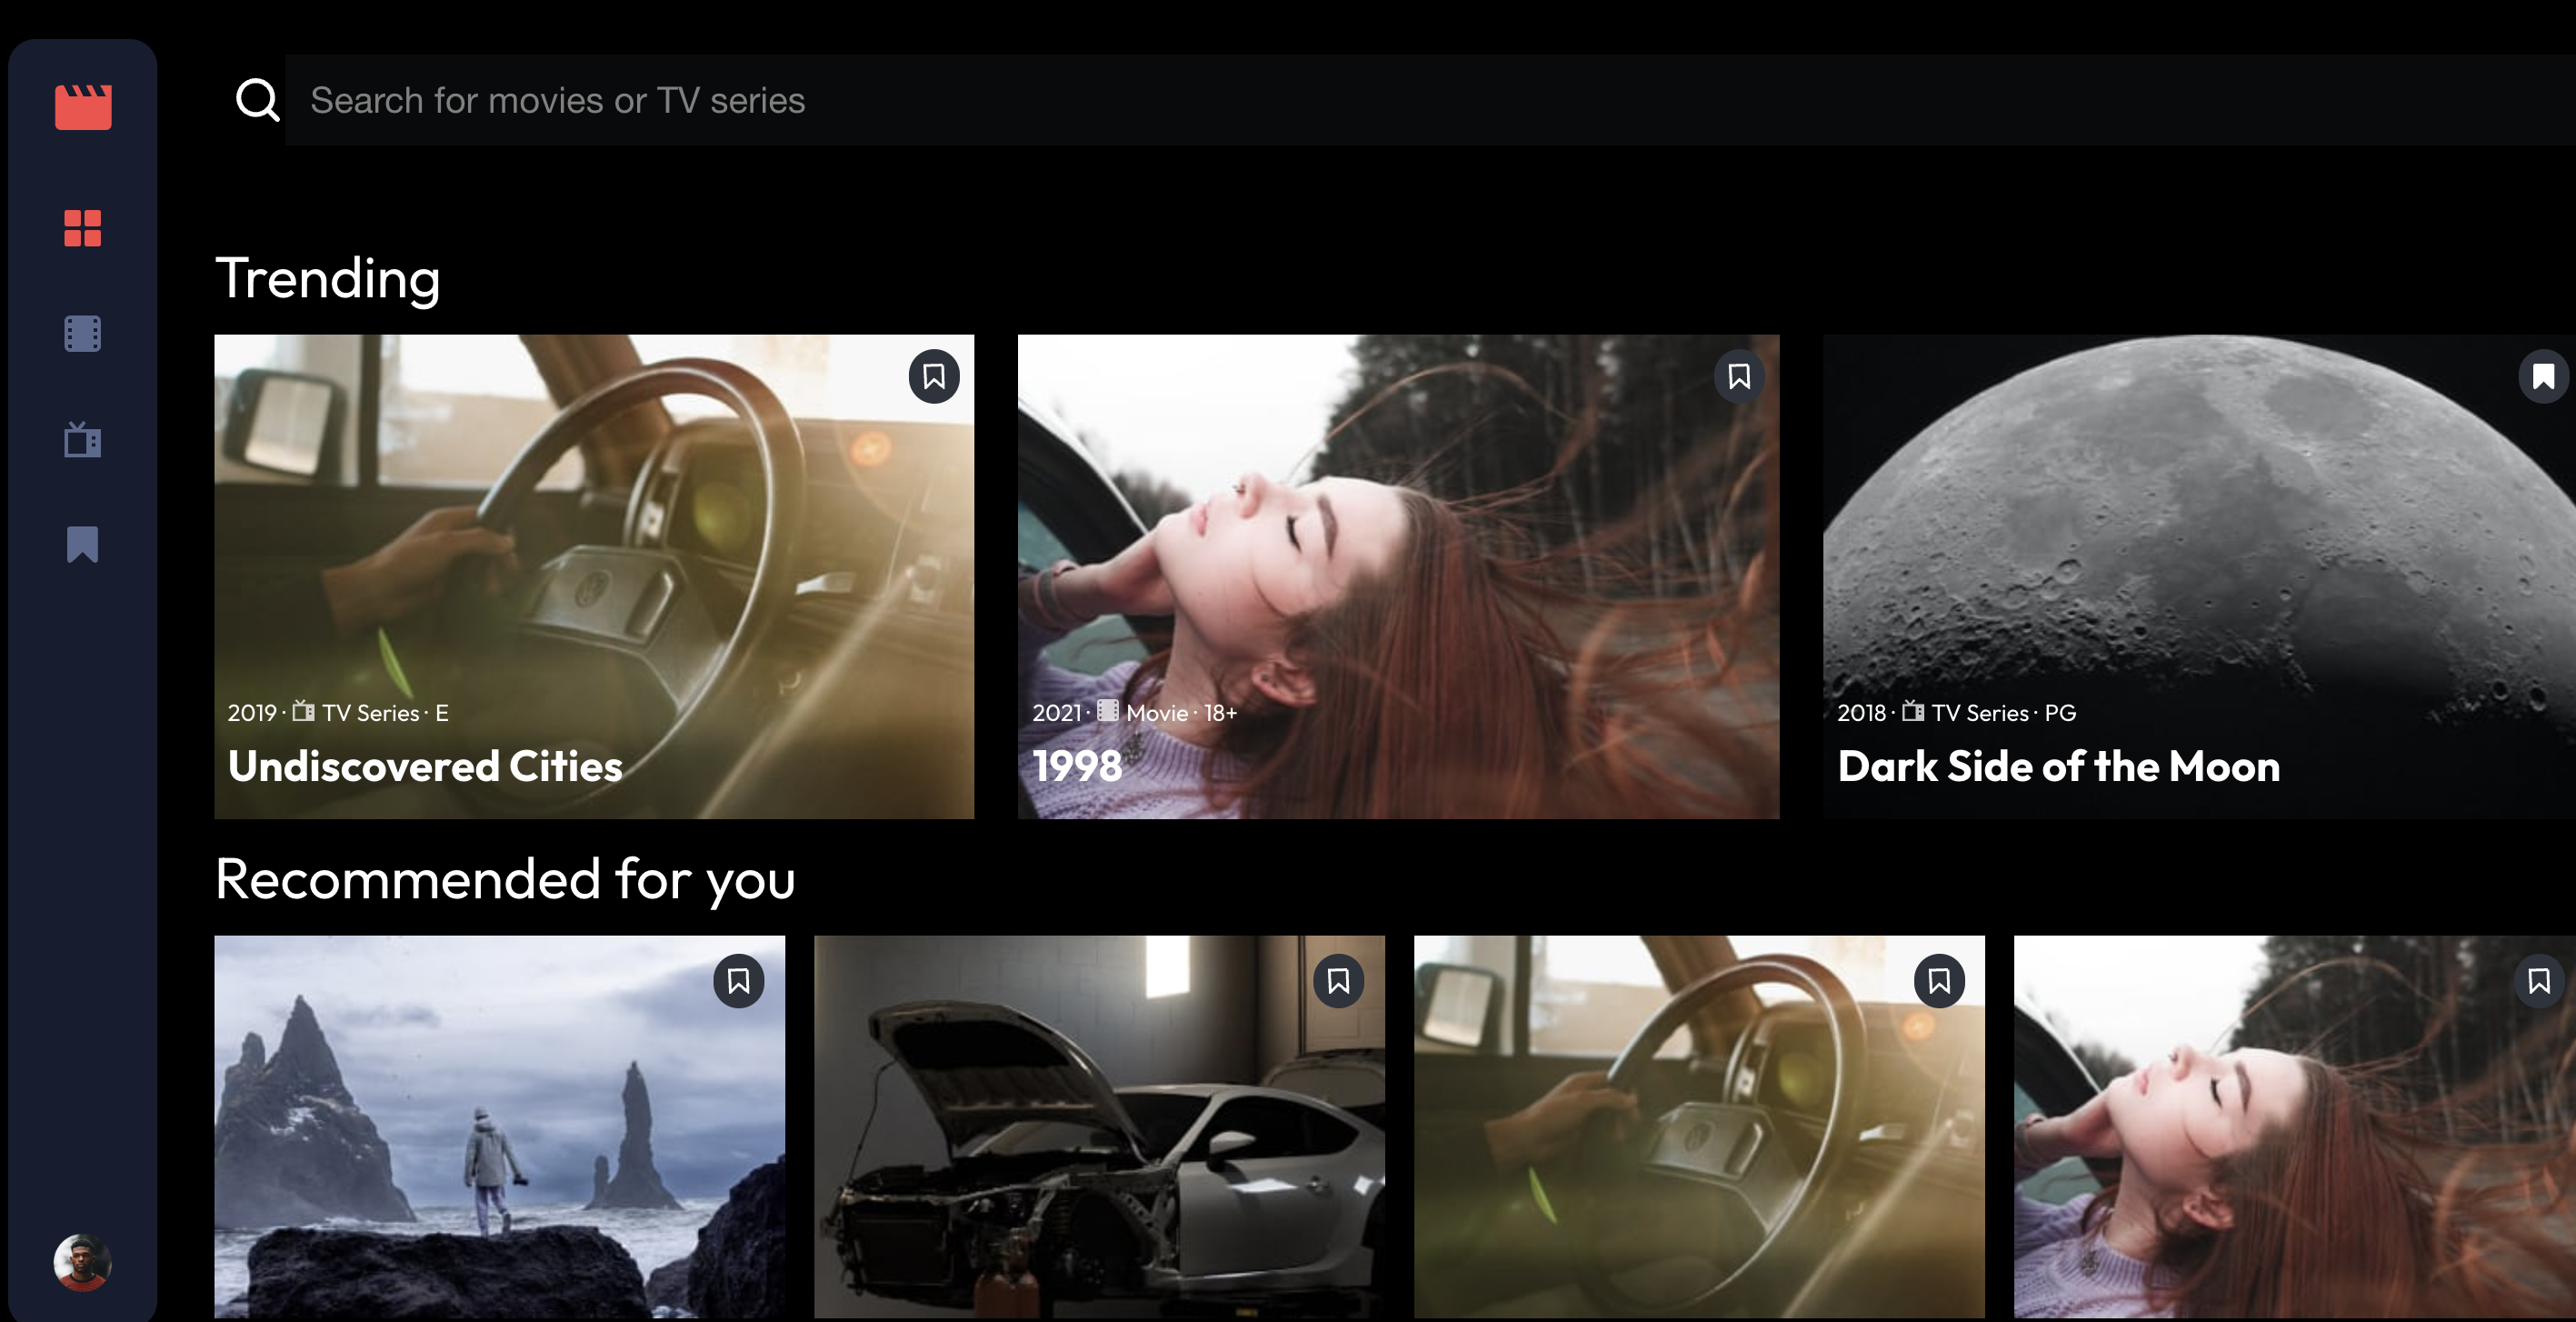 Search for movies or TV series
Trending
2019 · TV Series · E
Undiscovered Cities
2021 · Movie · 18+
1998
2018 · TV Series · PG
Dark Side of the Moon
Recommended for you